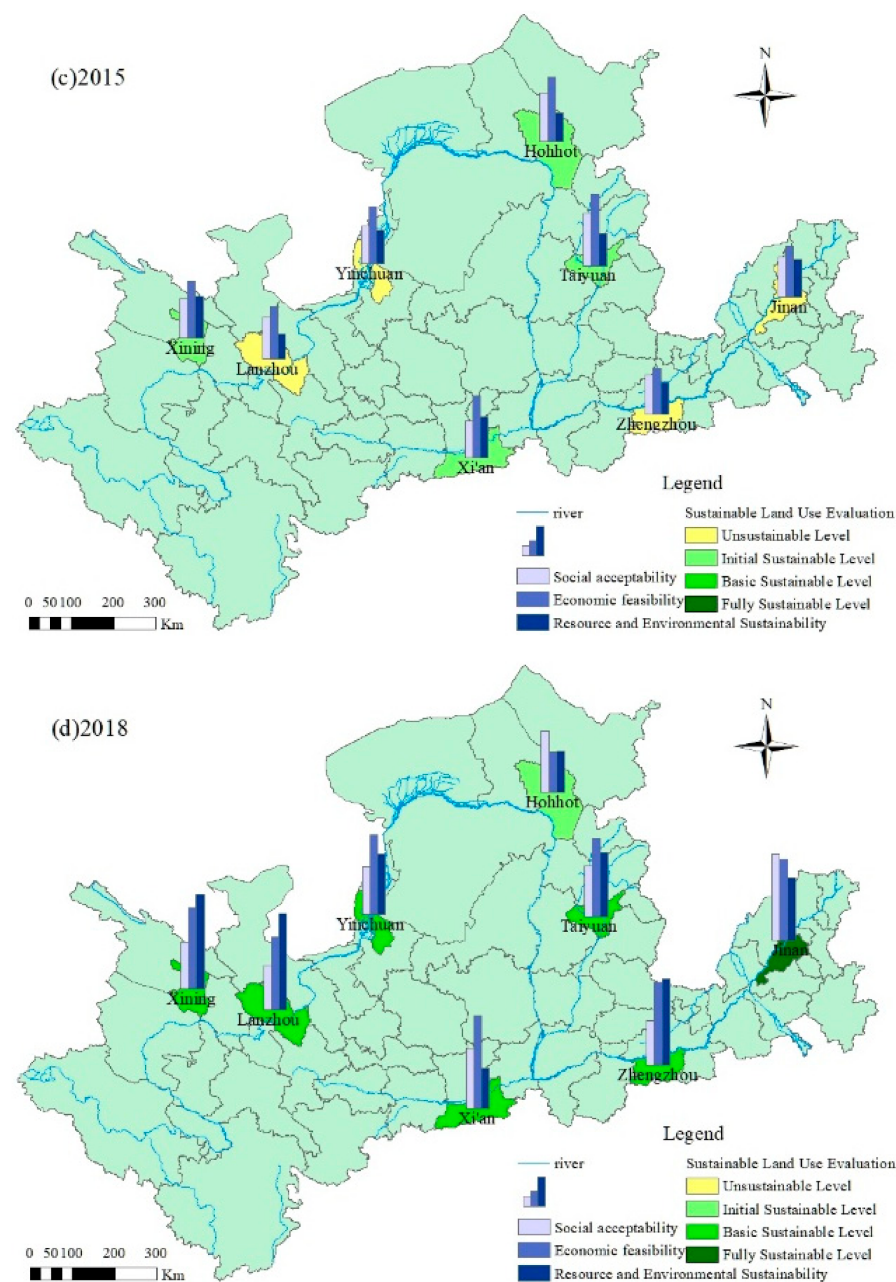 (c)2015
N
Hohhot
Yinchuan
Taiyuan
Jinan
Xining
Lanzhou
Zhengzhou
Xi'an
Legend
river
Social acceptability
Economic feasibility
Resource and Environmental Sustainability
Sustainable Land Use Evaluation
Unsustainable Level
Initial Sustainable Level
Basic Sustainable Level
Fully Sustainable Level
0 50 100 200 300
Km
(d)2018
N
Hohhot
Yinchuan
Taiyuan
Jinan
Xining
Lanzhou
Zhengzhou
Xi'an
Legend
river
Social acceptability
Economic feasibility
Resource and Environmental Sustainability
Sustainable Land Use Evaluation
Unsustainable Level
Initial Sustainable Level
Basic Sustainable Level
Fully Sustainable Level
0 50 100 200 300
Km